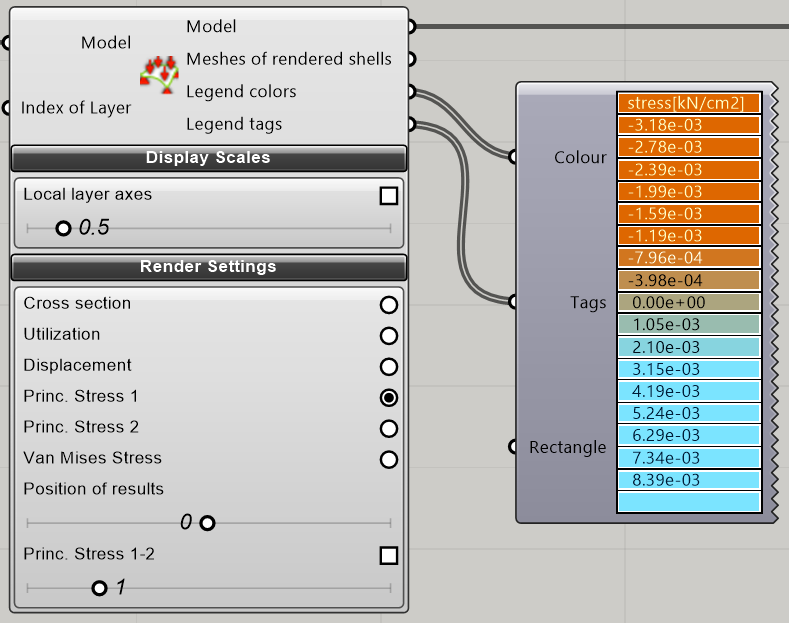 Model
Index of Layer
Model
Meshes of rendered shells
Legend colors
Legend tags
Display Scales
Local layer axes
0.5
Render Settings
Cross section
Utilization
Displacement
Princ. Stress 1
Princ. Stress 2
Van Mises Stress
Position of results
0
Princ. Stress 1-2
1
Colour
Tags
Rectangle
stress[kN/cm2]
-3.18e-03
-2.78e-03
-2.39e-03
-1.99e-03
-1.59e-03
-1.19e-03
-7.96e-04
-3.98e-04
0.00e+00
1.05e-03
2.10e-03
3.15e-03
4.19e-03
5.24e-03
6.29e-03
7.34e-03
8.39e-03